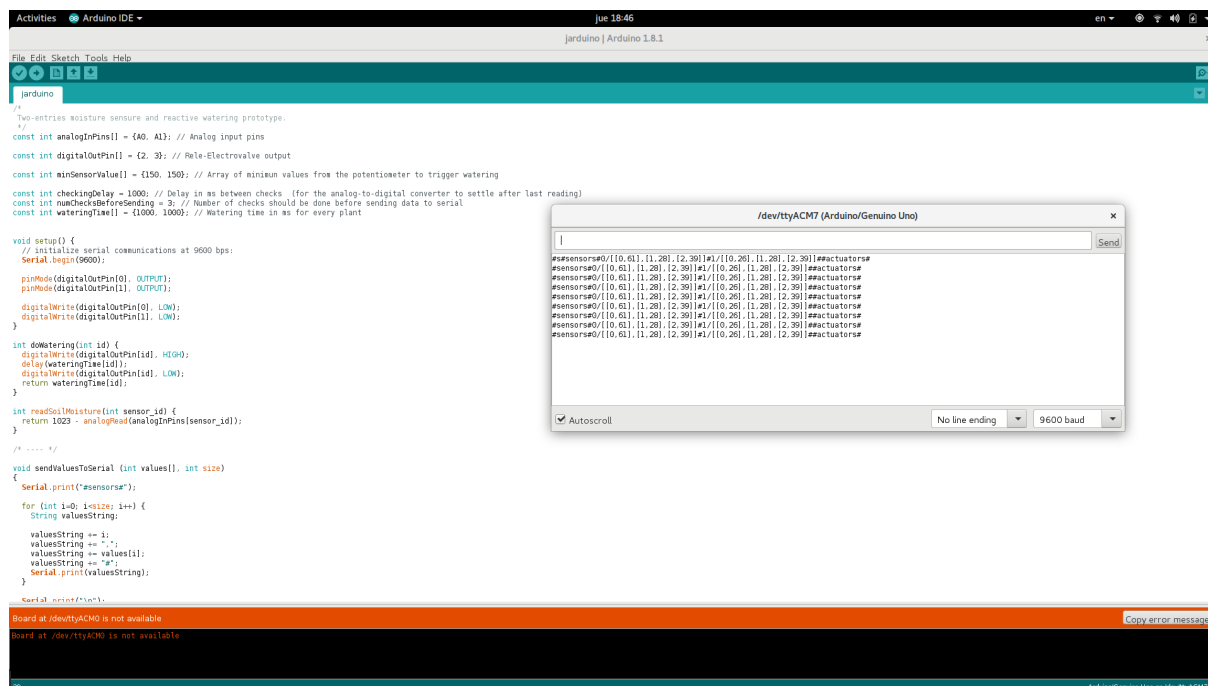 Activities Arduino IDE jue 18:46 en
jarduino | Arduino 1.8.1
File Edit Sketch Tools Help
jarduino
/*
Two-entries moisture sensure and reactive watering prototype.
*/
const int analogInPins[] = {A0, A1}; // Analog input pins
const int digitalOutPin[] = {2, 3}; // Rele-Electrovalve output
const int minSensorValue[] = {150, 150}; // Array of minimun values from the potentiometer to trigger watering
const int checkingDelay = 1000; // Delay in ms between checks (for the analog-to-digital converter to settle after last reading)
const int numChecksBeforeSending = 3; // Number of checks should be done before sending data to serial
const int wateringTime[] = {1000, 1000}; // Watering time in ms for every plant
void setup() {
// initialize serial communications at 9600 bps:
Serial.begin(9600);
pinMode(digitalOutPin[0], OUTPUT);
pinMode(digitalOutPin[1], OUTPUT);
digitalWrite(digitalOutPin[0], LOW);
digitalWrite(digitalOutPin[1], LOW);
}
int doWatering(int id) {
digitalWrite(digitalOutPin[id], HIGH);
delay(wateringTime[id]);
digitalWrite(digitalOutPin[id], LOW);
return wateringTime[id];
}
int readSoilMoisture(int sensor_id) {
return 1023 - analogRead(analogInPins[sensor_id]);
}
/* ---- */
void sendValuesToSerial (int values[], int size)
{
Serial.print("#sensors#");
for (int i=0; i<size; i++) {
String valuesString;
valuesString += i;
valuesString += ",";
valuesString += values[i];
valuesString += "#";
Serial.print(valuesString);
}
Serial.print("\n");
/dev/ttyACM7 (Arduino/Genuino Uno)
Send
#s#sensors#0/[[0,61],[1,28],[2,39]]#1/[[0,26],[1,28],[2,39]]##actuators#
#sensors#0/[[0,61],[1,28],[2,39]]#1/[[0,26],[1,28],[2,39]]##actuators#
#sensors#0/[[0,61],[1,28],[2,39]]#1/[[0,26],[1,28],[2,39]]##actuators#
#sensors#0/[[0,61],[1,28],[2,39]]#1/[[0,26],[1,28],[2,39]]##actuators#
#sensors#0/[[0,61],[1,28],[2,39]]#1/[[0,26],[1,28],[2,39]]##actuators#
#sensors#0/[[0,61],[1,28],[2,39]]#1/[[0,26],[1,28],[2,39]]##actuators#
#sensors#0/[[0,61],[1,28],[2,39]]#1/[[0,26],[1,28],[2,39]]##actuators#
#sensors#0/[[0,61],[1,28],[2,39]]#1/[[0,26],[1,28],[2,39]]##actuators#
#sensors#0/[[0,61],[1,28],[2,39]]#1/[[0,26],[1,28],[2,39]]##actuators#
Autoscroll No line ending 9600 baud
Board at /dev/ttyACM0 is not available
Copy error message
Board at /dev/ttyACM0 is not available